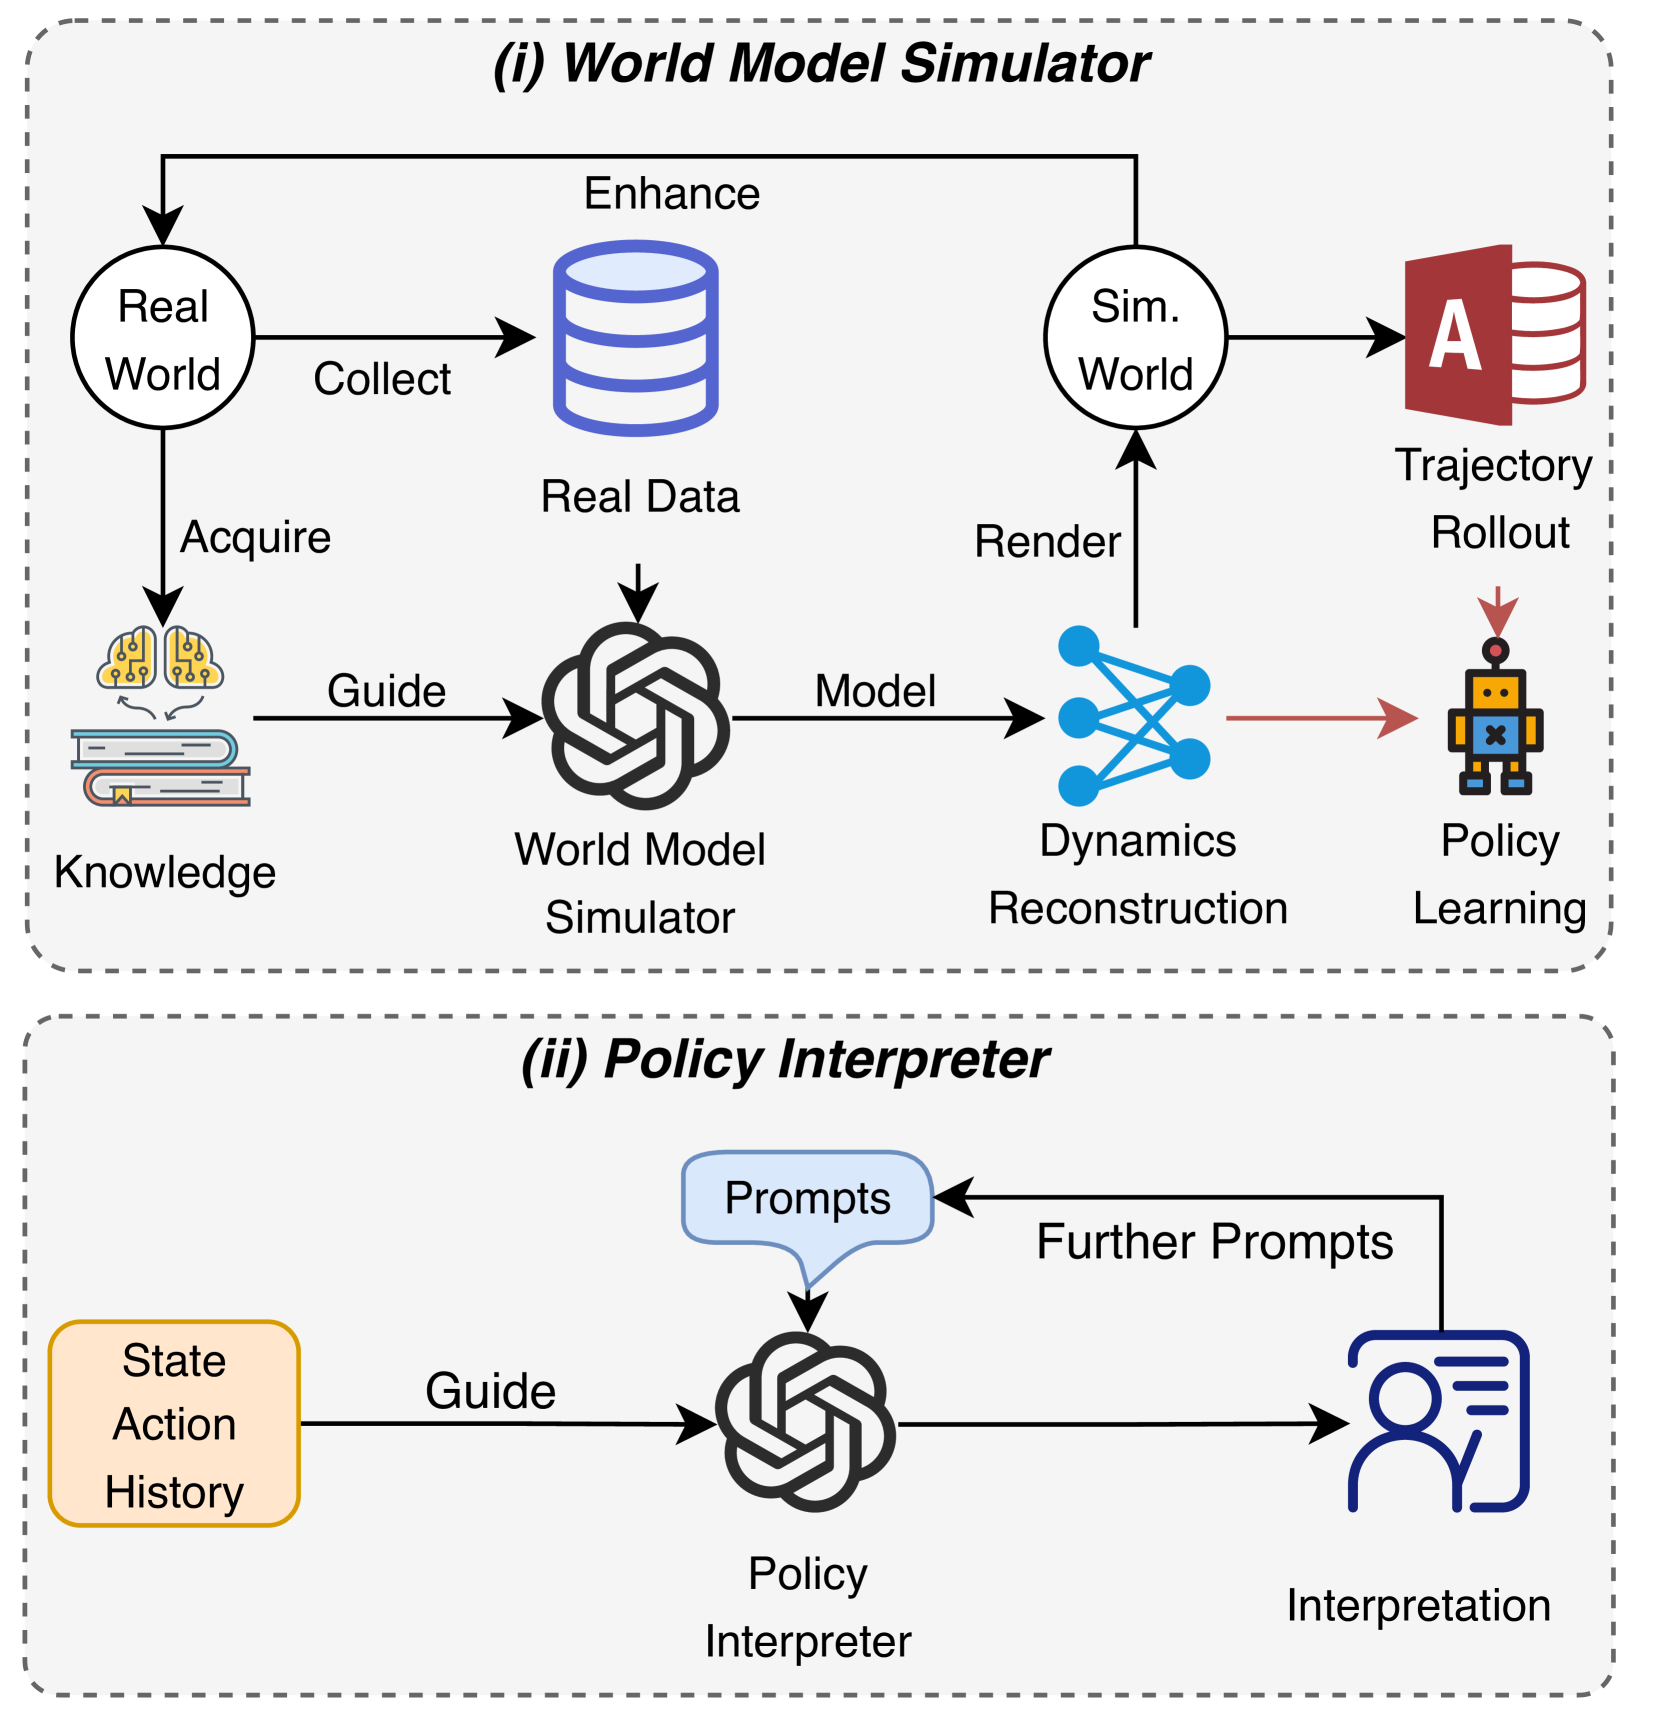 (i) World Model Simulator
Enhance
Real
World
Collect
Real Data
Sim.
World
A
Trajectory
Rollout
Acquire
Render
Guide
Model
Knowledge
World Model
Simulator
Dynamics
Reconstruction
Policy
Learning
(ii) Policy Interpreter
Prompts
Further Prompts
State
Action
History
Guide
Policy
Interpreter
Interpretation